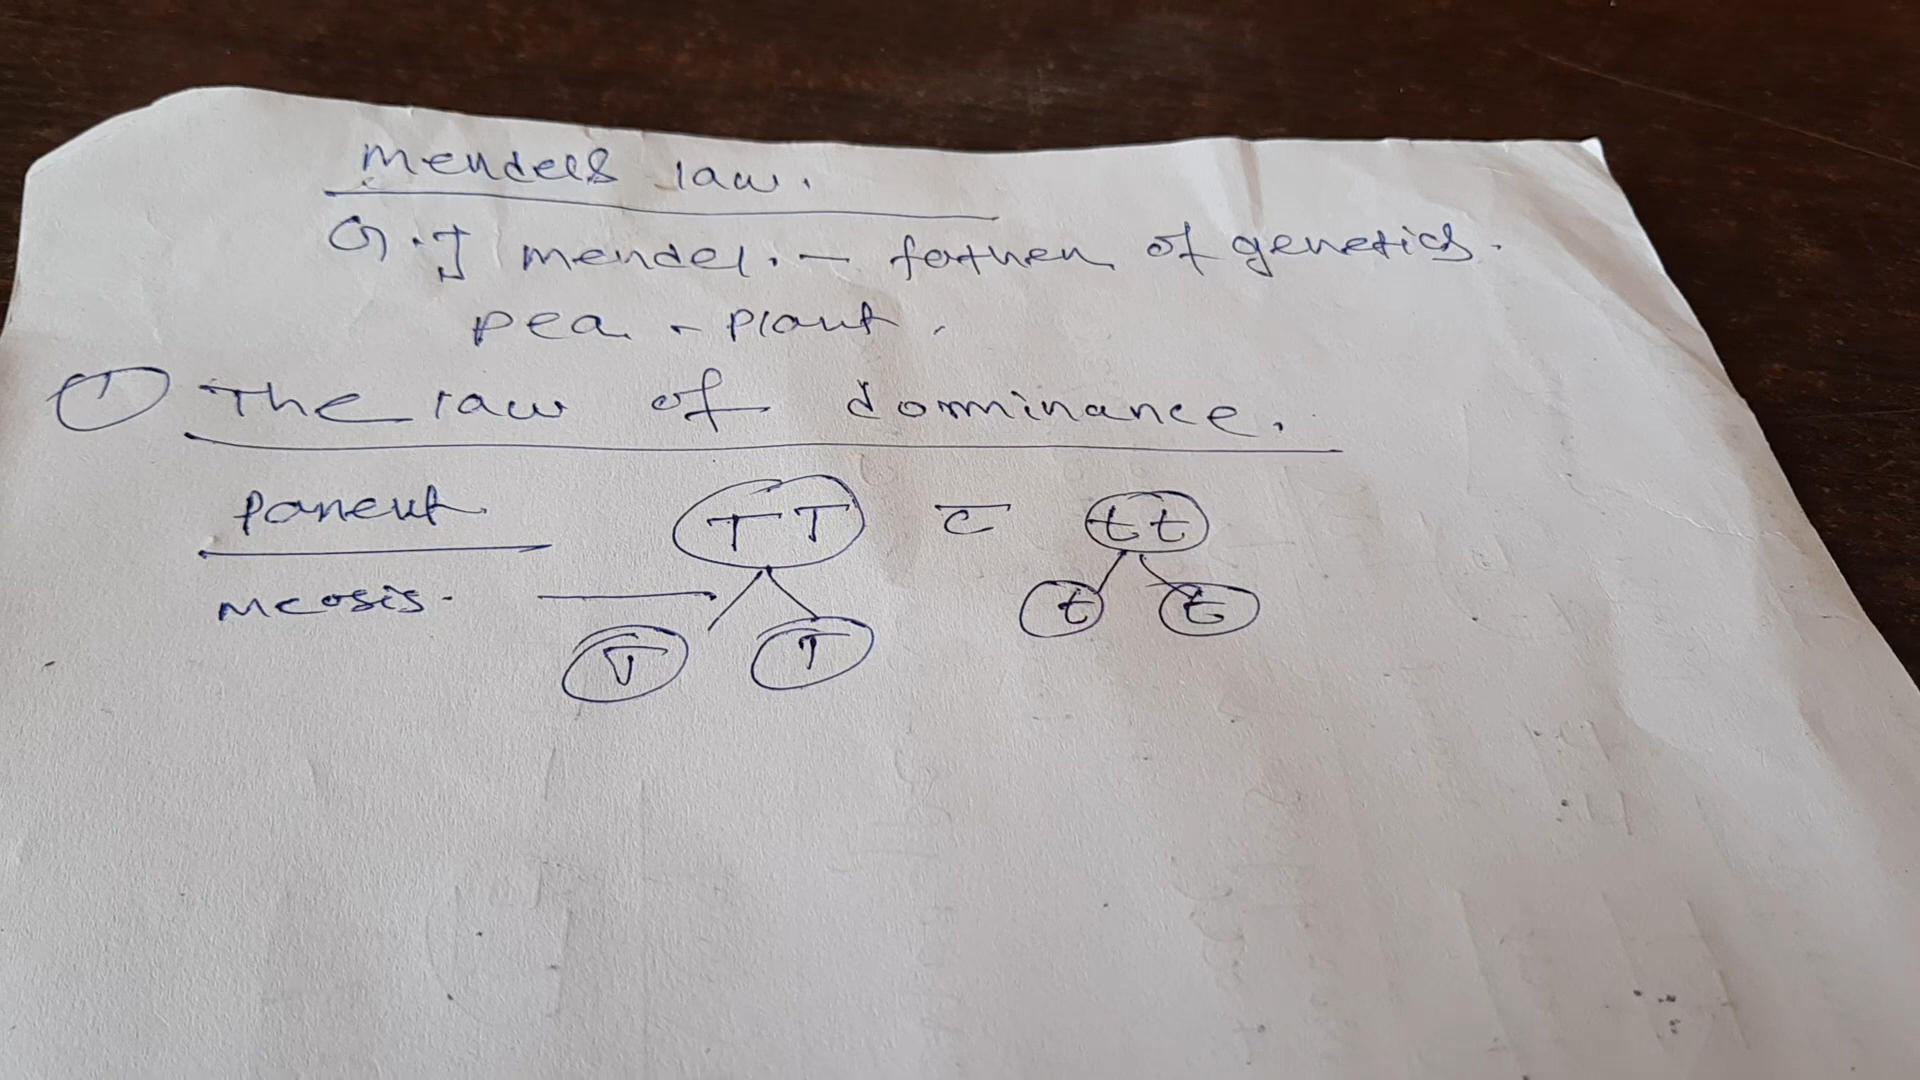 Mendels law.
G.J mendel. - father of genetics.
pea - plant.
① The law of dominance.
parent TT c̅ tt
meosis. T T t t